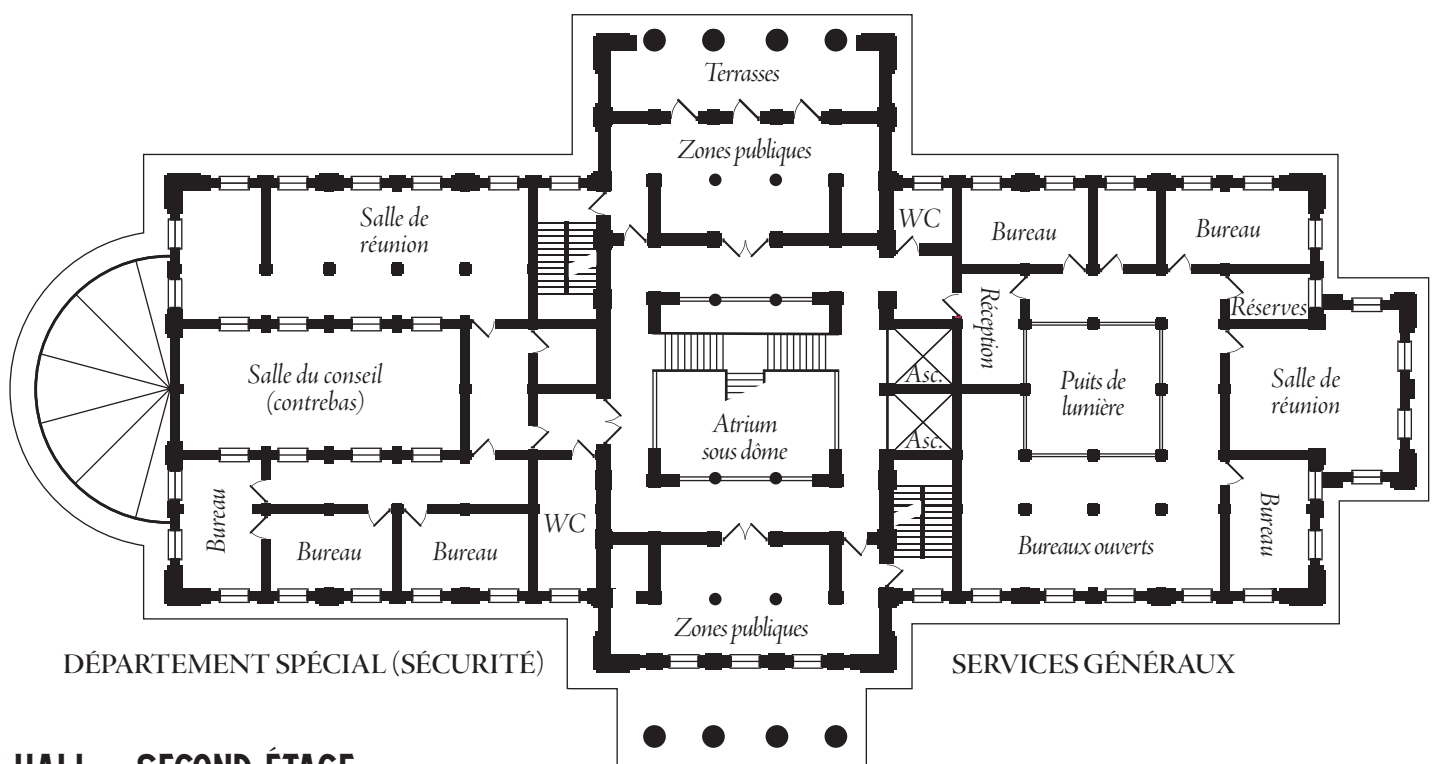 Terrasses
Zones publiques
Salle de
réunion
WC
Bureau
Bureau
Réception
Réserves
Salle du conseil
(contrebas)
Asc.
Puits de
lumière
Salle de
réunion
Atrium
sous dôme
Asc.
Bureau
Bureau
Bureau
WC
Bureaux ouverts
Bureau
Zones publiques
DÉPARTEMENT SPÉCIAL (SÉCURITÉ)
SERVICES GÉNÉRAUX
HALL - SECOND ÉTAGE